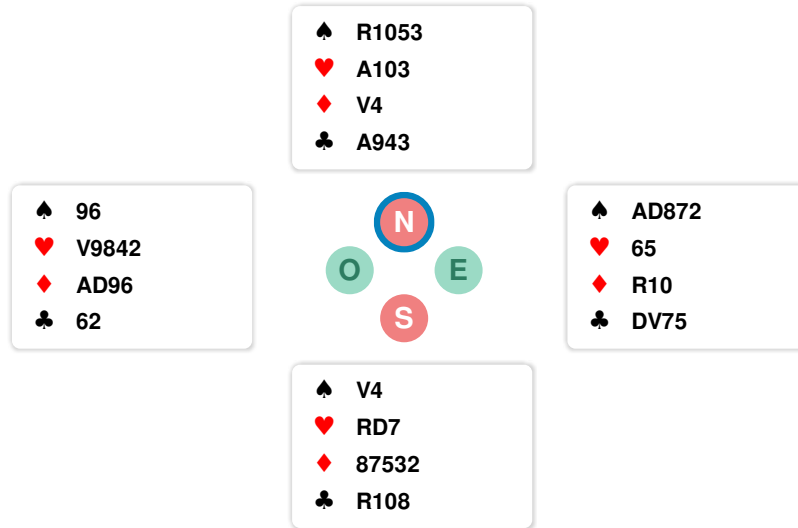 ♠ R1053
♥ A103
♦ V4
♣ A943
♠ 96
♥ V9842
♦ AD96
♣ 62
N
O E
S
♠ AD872
♥ 65
♦ R10
♣ DV75
♠ V4
♥ RD7
♦ 87532
♣ R108